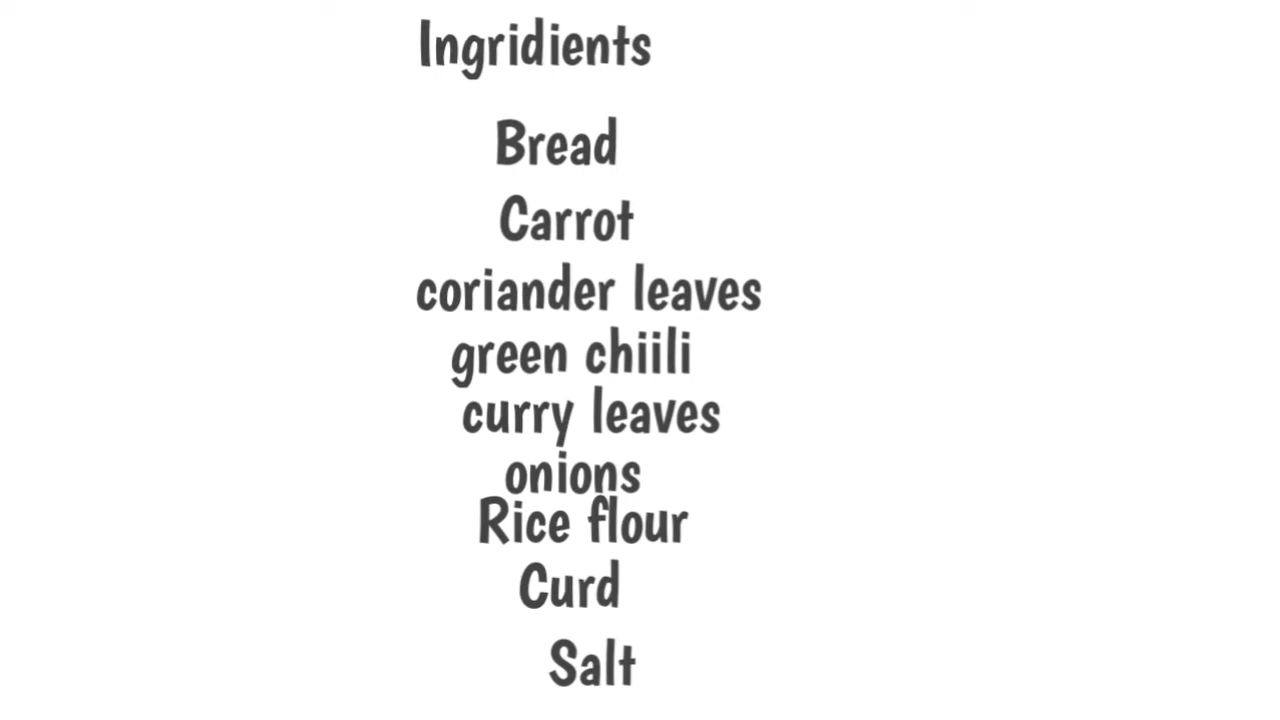 Ingridients
Bread
Carrot
coriander leaves
green chiili
curry leaves
onions
Rice flour
Curd
Salt